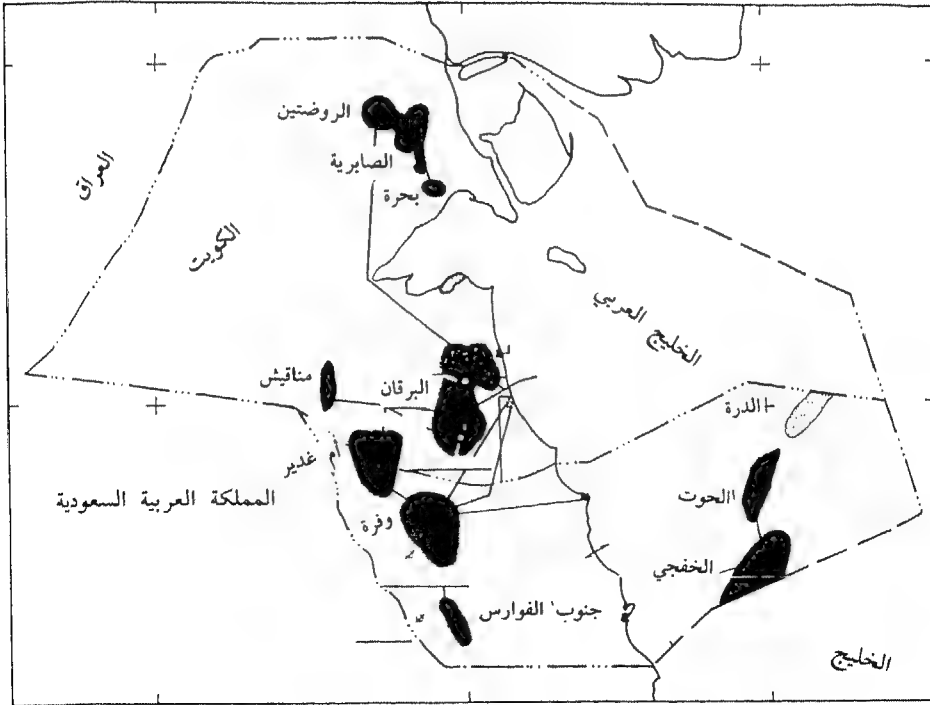 الروضتين
الصابرية
بحرة
العراق
الكويت
الخليج العربي
مناقيش
البرقان
الدرة
أم غدير
الحوت
المملكة العربية السعودية
وفرة
الخفجي
جنوب الفوارس
الخليج